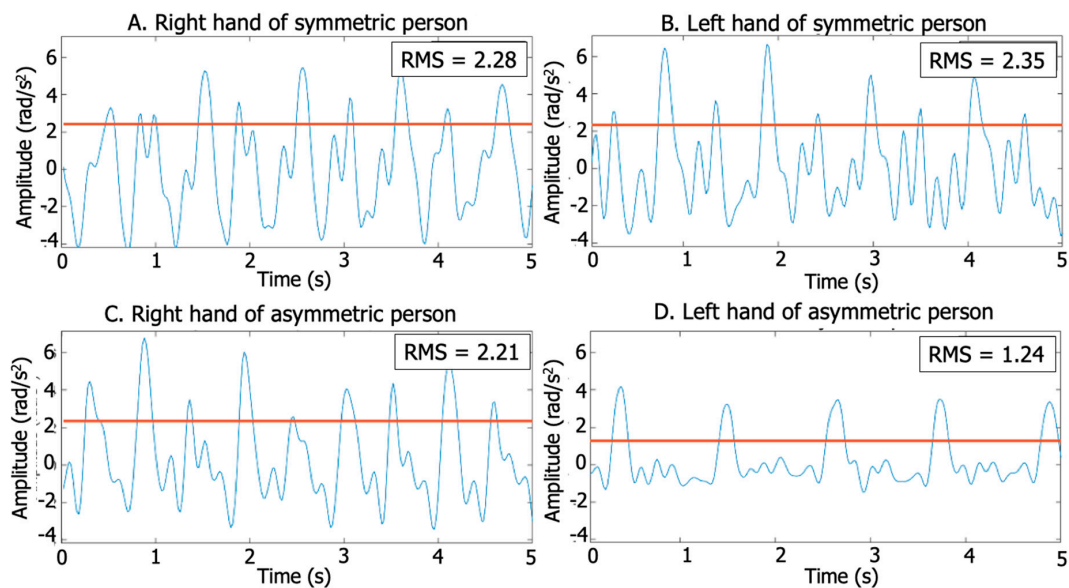 A. Right hand of symmetric person
RMS = 2.28
Amplitude (rad/s²)
6
4
2
0
-2
-4
0 1 2 3 4 5
Time (s)
B. Left hand of symmetric person
RMS = 2.35
Amplitude (rad/s²)
6
4
2
0
-2
-4
0 1 2 3 4 5
Time (s)
C. Right hand of asymmetric person
RMS = 2.21
Amplitude (rad/s²)
6
4
2
0
-2
-4
0 1 2 3 4 5
Time (s)
D. Left hand of asymmetric person
RMS = 1.24
Amplitude (rad/s²)
6
4
2
0
-2
-4
0 1 2 3 4 5
Time (s)